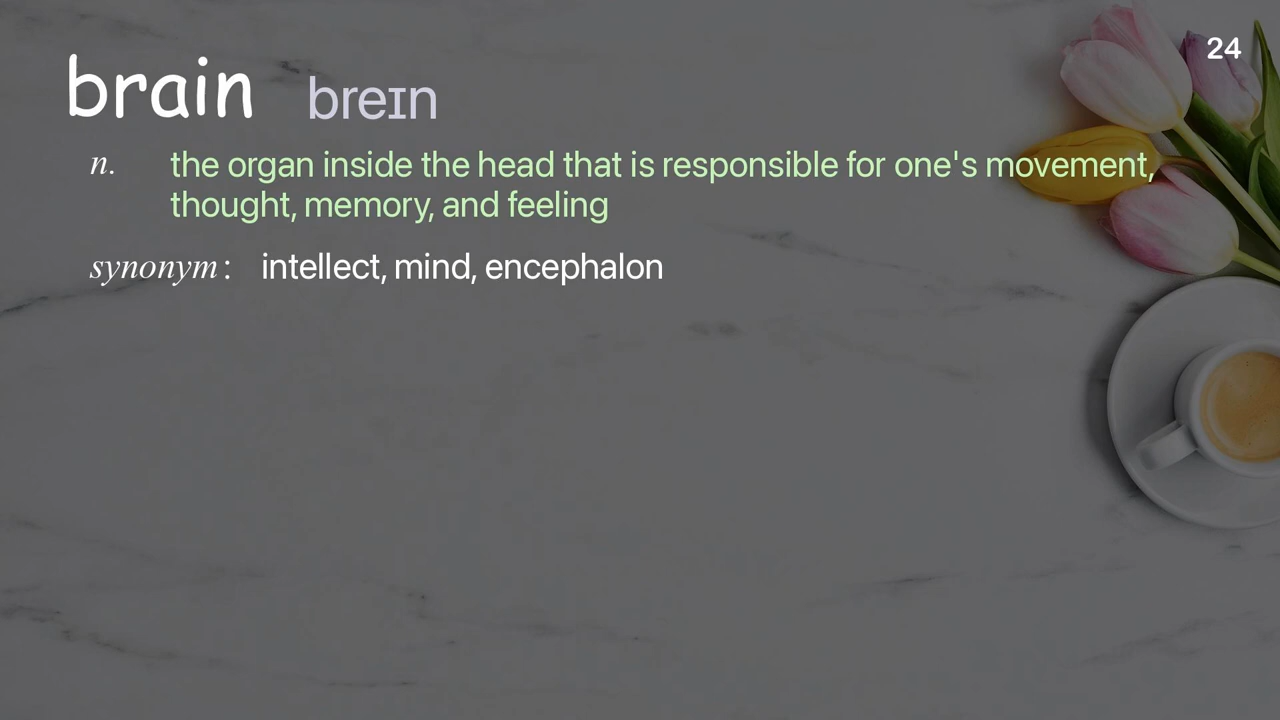 24
brain breɪn
n. the organ inside the head that is responsible for one's movement,
thought, memory, and feeling
synonym: intellect, mind, encephalon